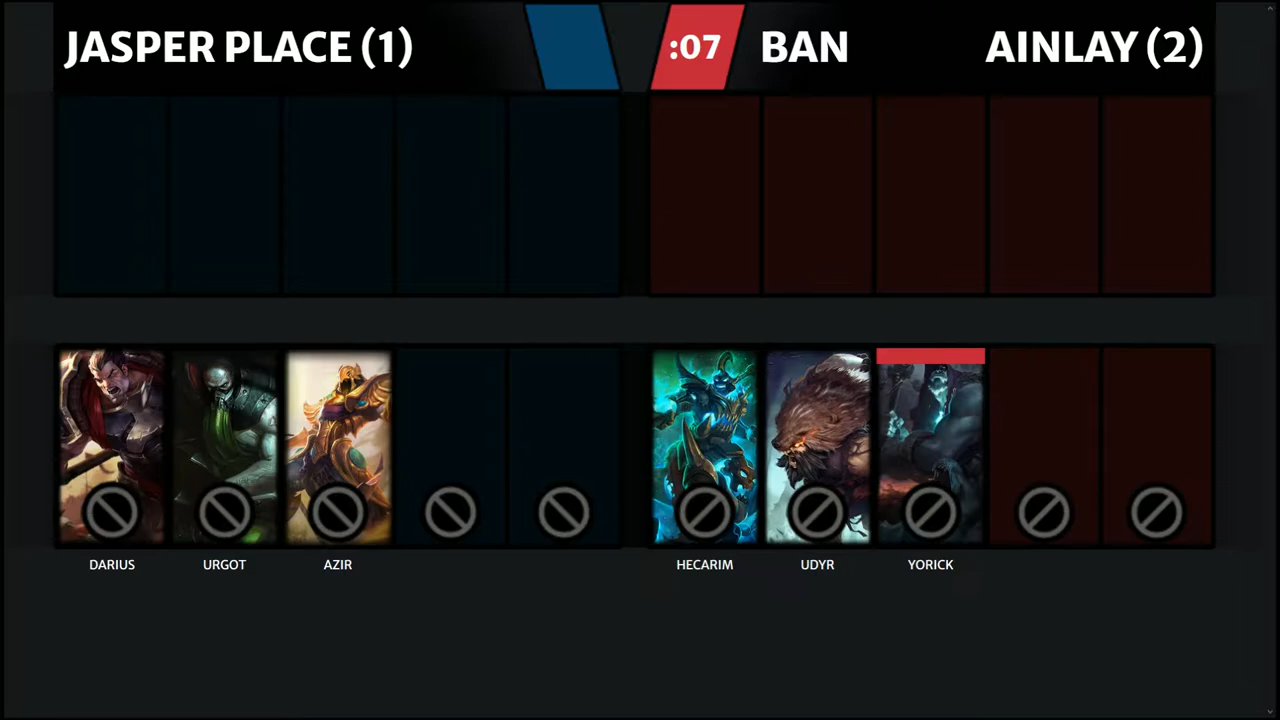 JASPER PLACE (1)
:07
BAN
AINLAY (2)
DARIUS
URGOT
AZIR
HECARIM
UDYR
YORICK